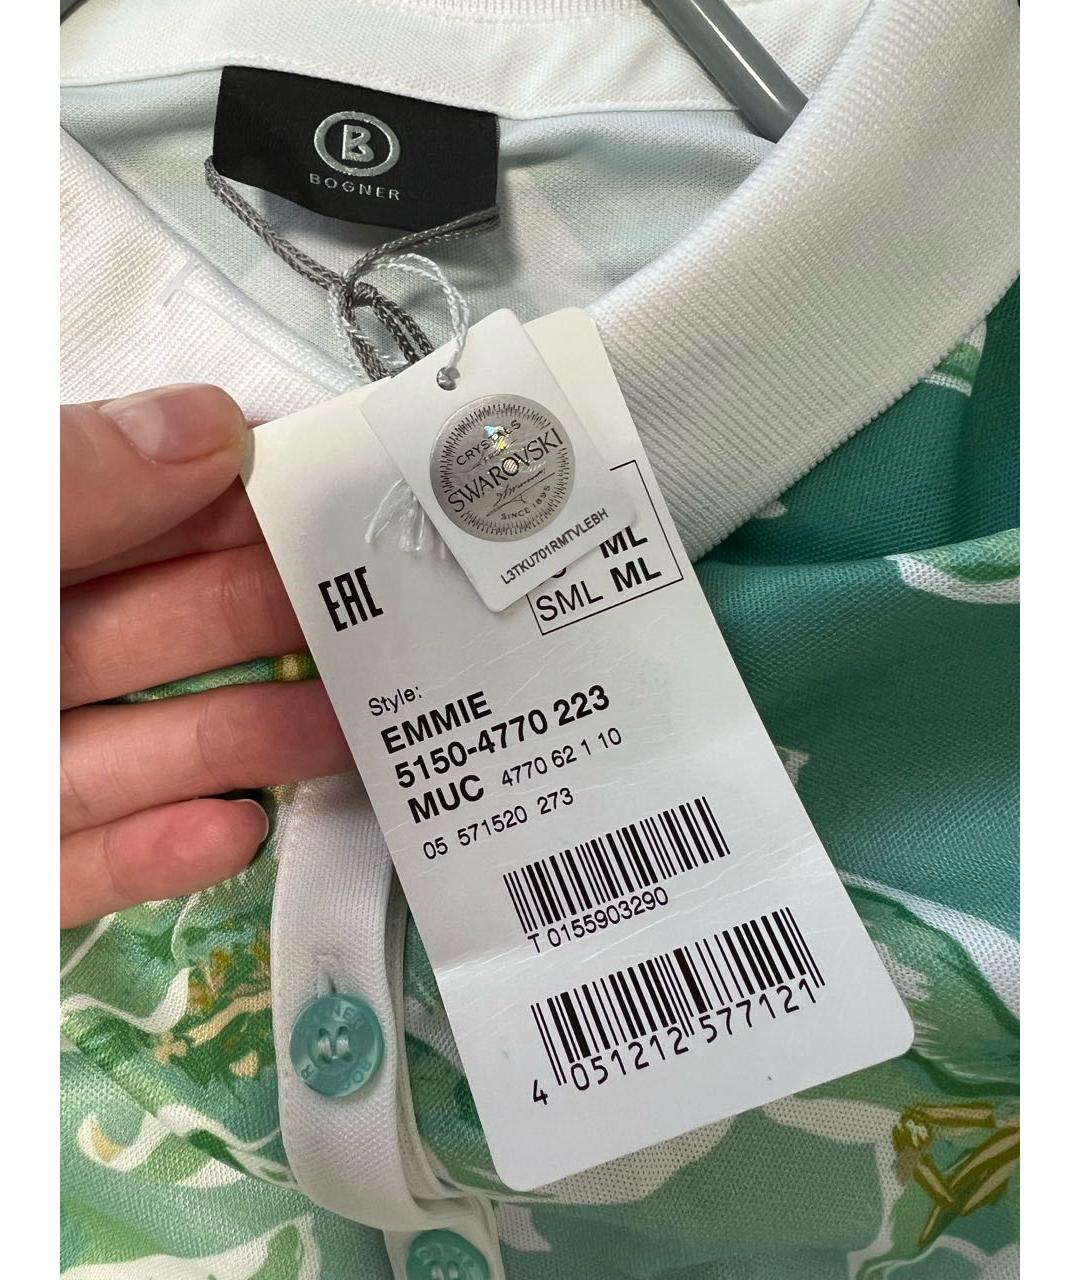 B
BOGNER
CRYSTALS
SWAROVSKI
SINCE 1895
L3TKU701RMTVLEBH
ML
SML ML
EAC
Style:
EMMIE
5150-4770 223
MUC 4770 62 1 10
05 571520 273
T 0155903290
4 051212 577121